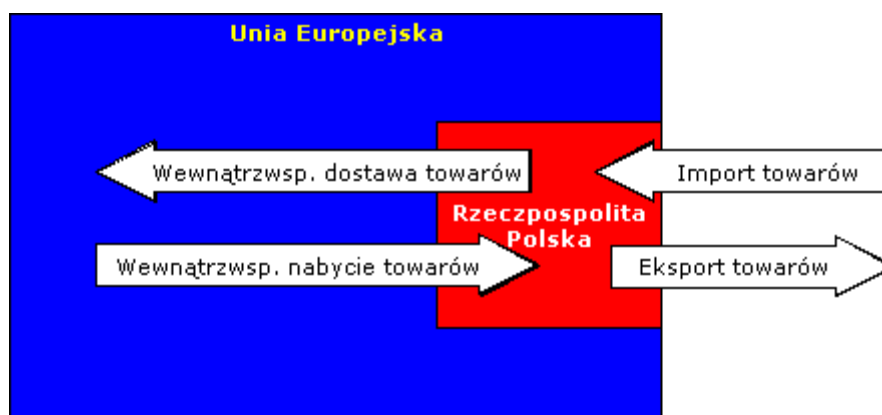 Unia Europejska
Wewnątrzwsp. dostawa towarów
Import towarów
Rzeczpospolita
Polska
Wewnątrzwsp. nabycie towarów
Eksport towarów